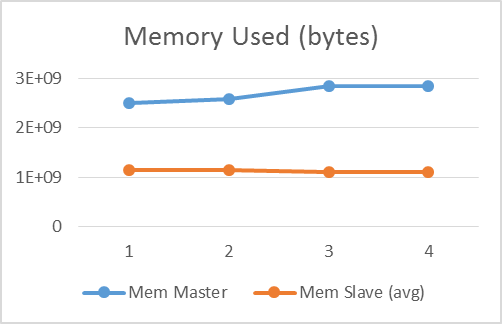 Memory Used (bytes)
3E+09
2E+09
1E+09
0
1 2 3 4
Mem Master Mem Slave (avg)